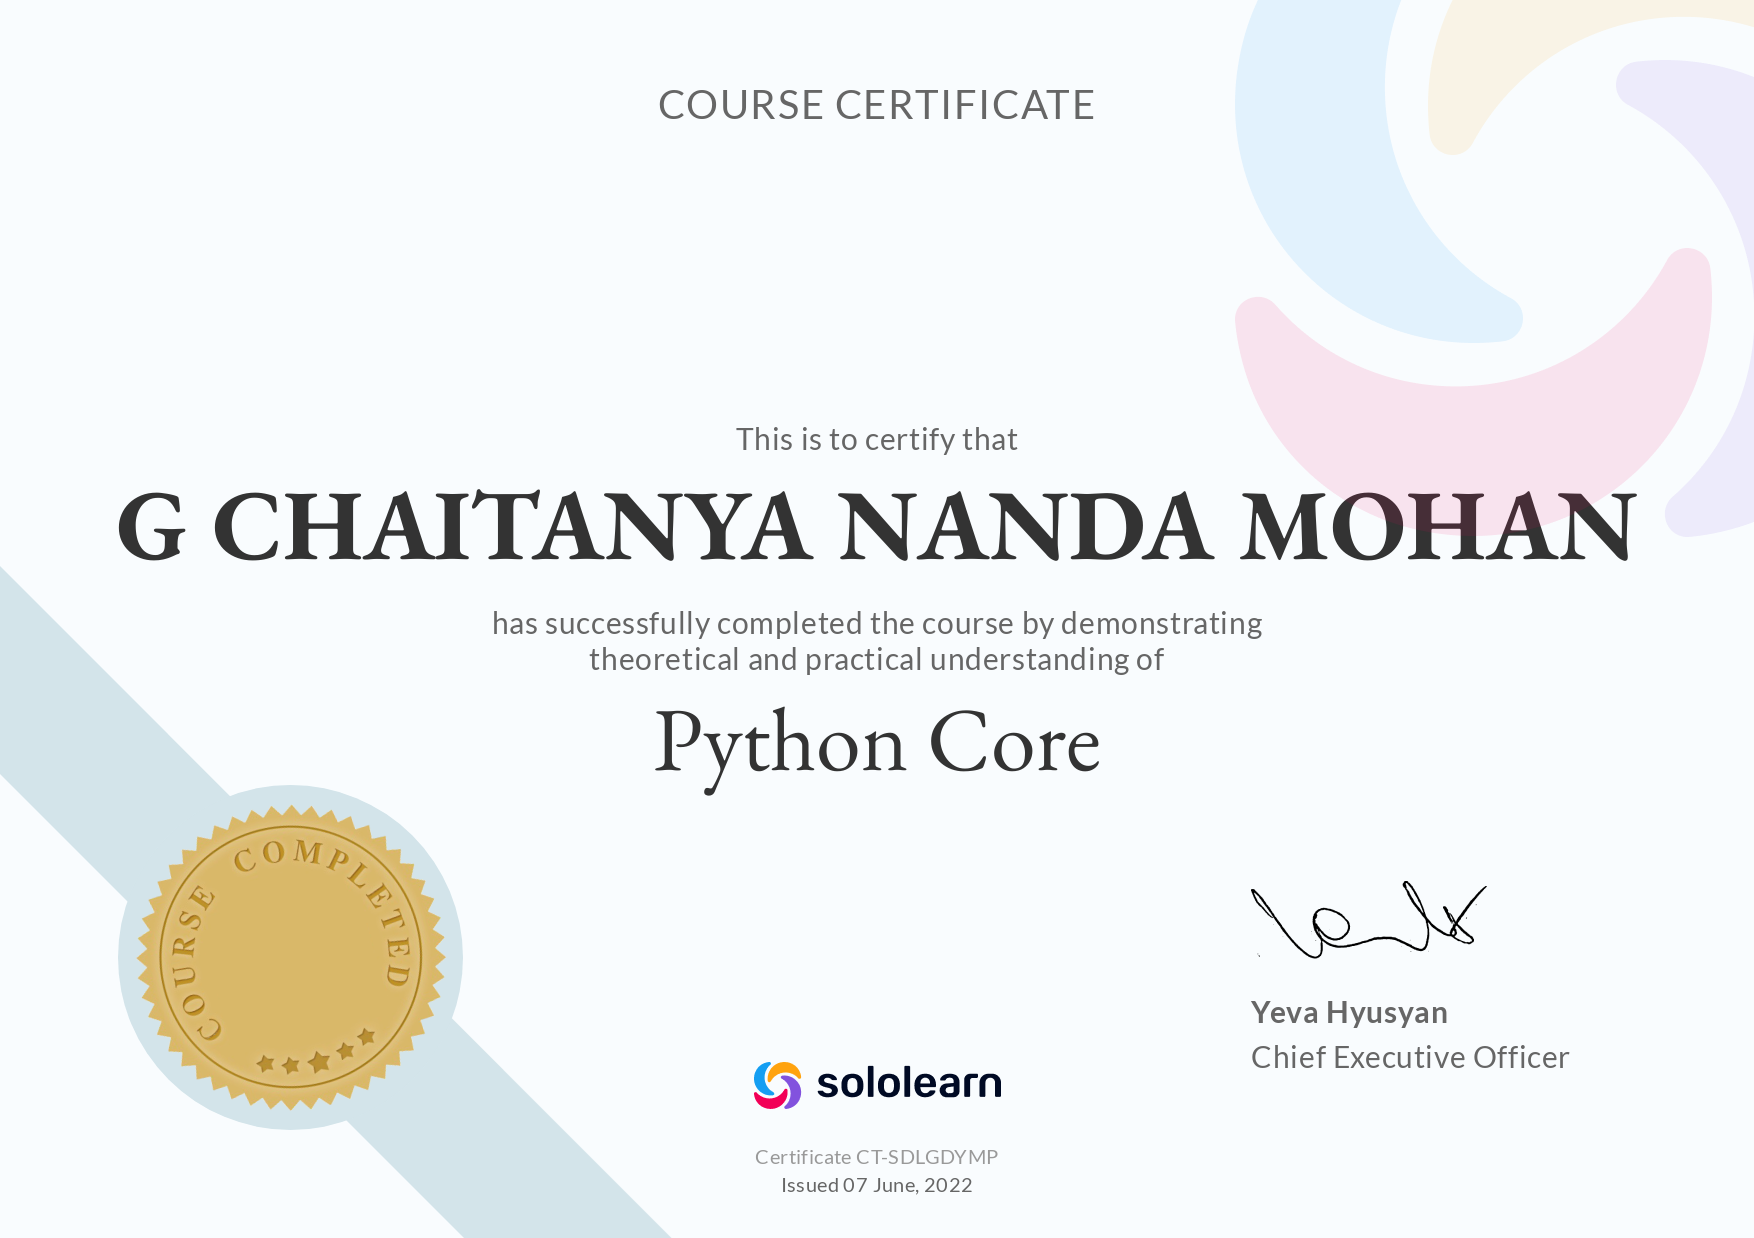 COURSE CERTIFICATE
This is to certify that
G CHAITANYA NANDA MOHAN
has successfully completed the course by demonstrating
theoretical and practical understanding of
Python Core
COURSE COMPLETED
Yeva Hyusyan
Chief Executive Officer
sololearn
Certificate CT-SDLGDYMP
Issued 07 June, 2022